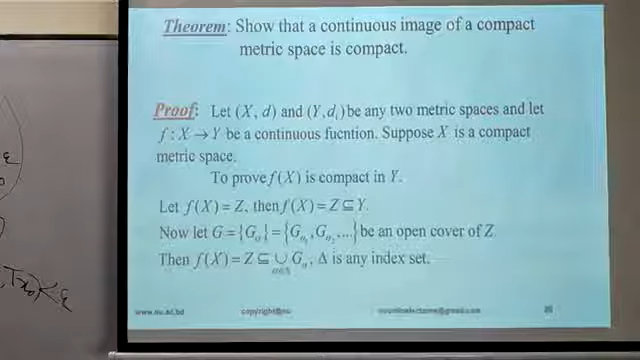 Theorem: Show that a continuous image of a compact
metric space is compact.
Proof: Let (X, d) and (Y, d₁) be any two metric spaces and let
f : X → Y be a continuous fucntion. Suppose X is a compact
metric space.
To prove f(X) is compact in Y.
Let f(X) = Z, then f(X) = Z ⊆ Y.
Now let G = {G_α} = {G_α₁, G_α₂, ...} be an open cover of Z
Then f(X) = Z ⊆ ∪_{α∈Δ} G_α, Δ is any index set.
www.nu.ac.bd copyright@nu